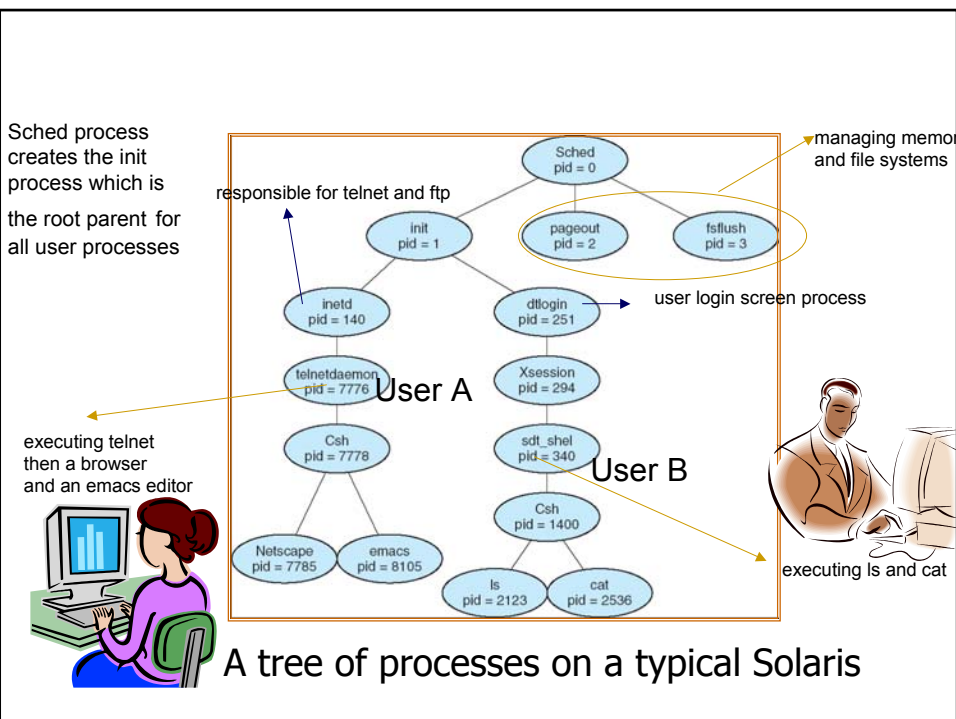 Sched process
creates the init
process which is
the root parent for
all user processes
responsible for telnet and ftp
managing memor
and file systems
Sched
pid = 0
init
pid = 1
pageout
pid = 2
fsflush
pid = 3
inetd
pid = 140
dtlogin
pid = 251
user login screen process
telnetdaemon
pid = 7776
User A
Xsession
pid = 294
executing telnet
then a browser
and an emacs editor
Csh
pid = 7778
sdt_shel
pid = 340
User B
Csh
pid = 1400
Netscape
pid = 7785
emacs
pid = 8105
ls
pid = 2123
cat
pid = 2536
executing ls and cat
A tree of processes on a typical Solaris